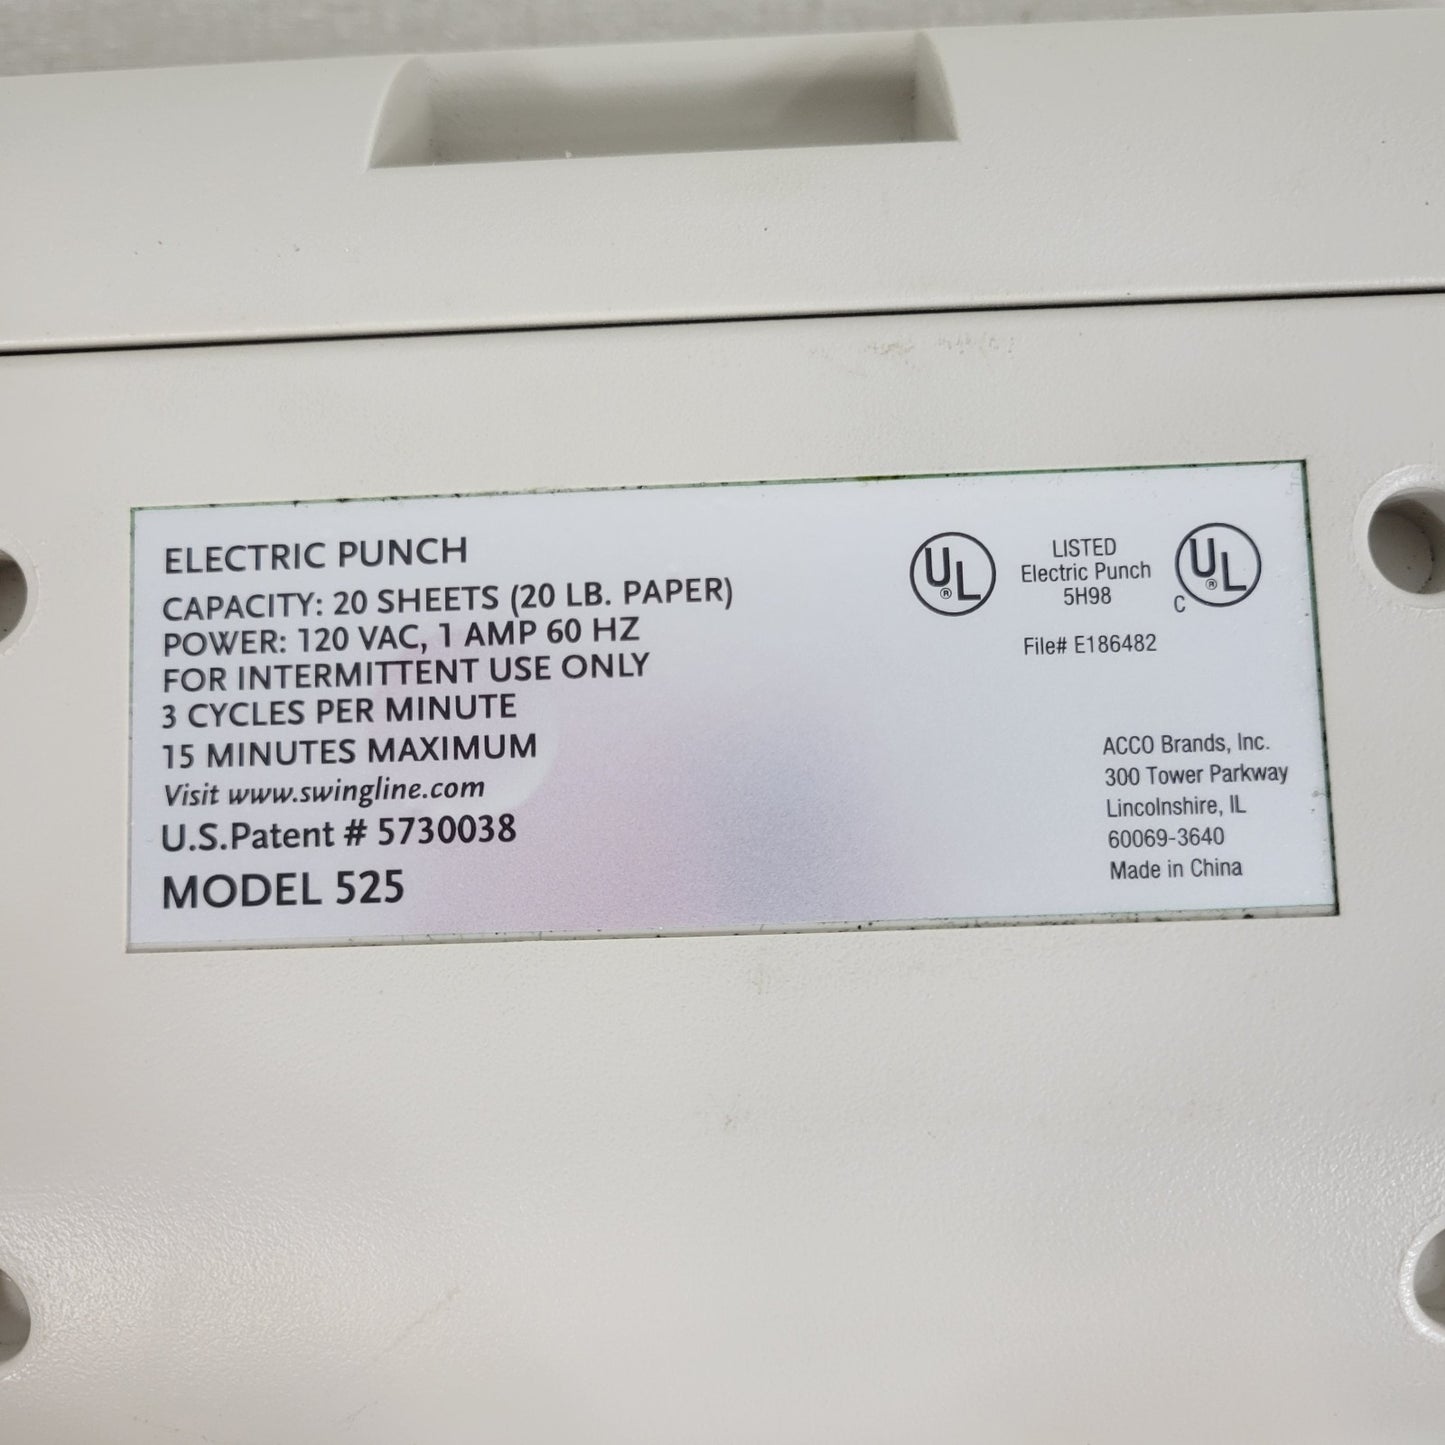 ELECTRIC PUNCH
CAPACITY: 20 SHEETS (20 LB. PAPER)
POWER: 120 VAC, 1 AMP 60 HZ
FOR INTERMITTENT USE ONLY
3 CYCLES PER MINUTE
15 MINUTES MAXIMUM
Visit www.swingline.com
U.S.Patent # 5730038
MODEL 525
UL ®
LISTED
Electric Punch
5H98
C UL ®
File# E186482
ACCO Brands, Inc.
300 Tower Parkway
Lincolnshire, IL
60069-3640
Made in China